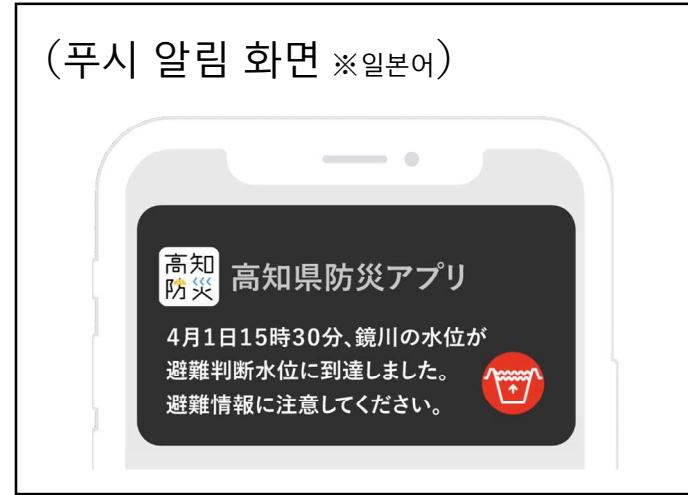 (푸시 알림 화면 ※일본어)
高知
防災
高知県防災アプリ
4月1日15時30分、鏡川の水位が
避難判断水位に到達しました。
避難情報に注意してください。